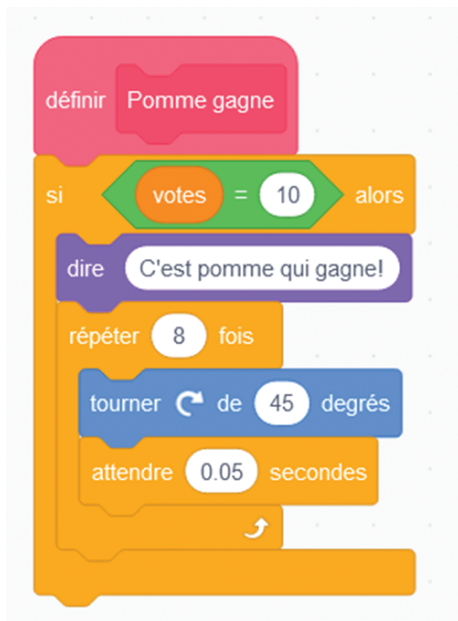 définir Pomme gagne
si votes = 10 alors
dire C'est pomme qui gagne!
répéter 8 fois
tourner de 45 degrés
attendre 0.05 secondes